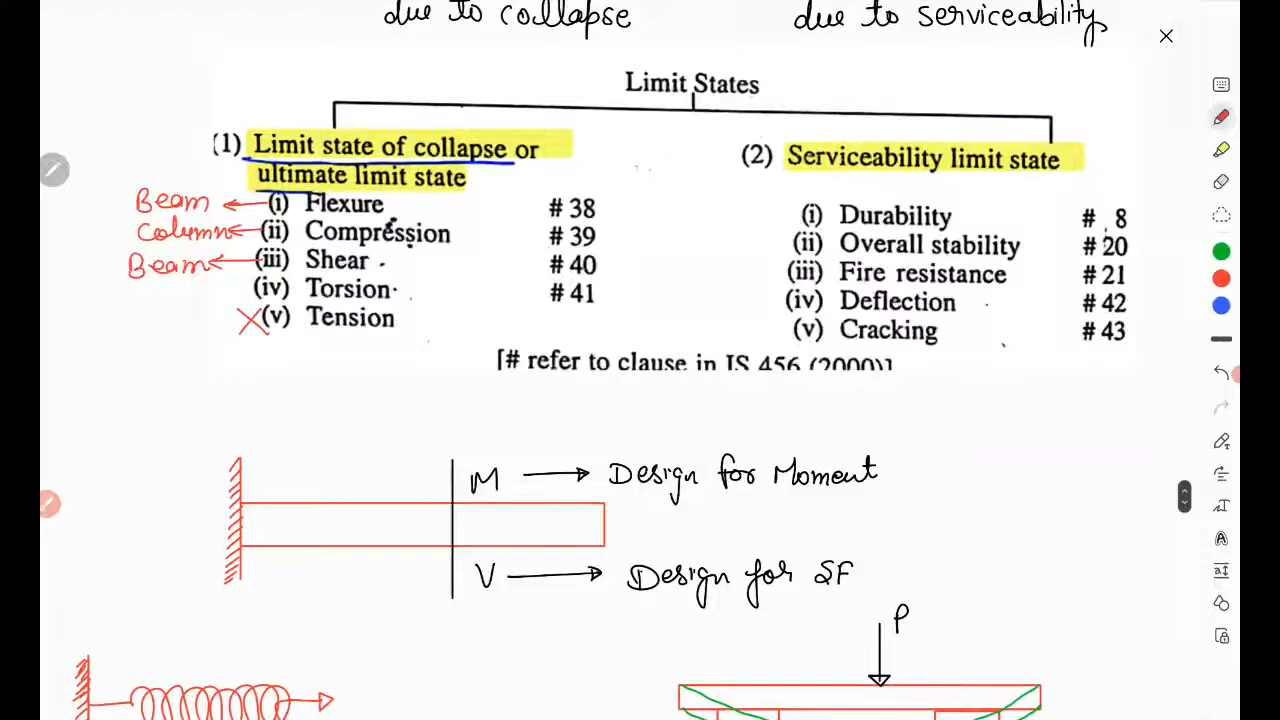 due to collapse
due to serviceability
Limit States
(1) Limit state of collapse or
ultimate limit state
Beam ← (i) Flexure # 38
Column ← (ii) Compression # 39
Beam ← (iii) Shear # 40
(iv) Torsion # 41
X (v) Tension
(2) Serviceability limit state
(i) Durability # 8
(ii) Overall stability # 20
(iii) Fire resistance # 21
(iv) Deflection # 42
(v) Cracking # 43
[# refer to clause in IS 456 (2000)]
M → Design for Moment
V → Design for SF
P